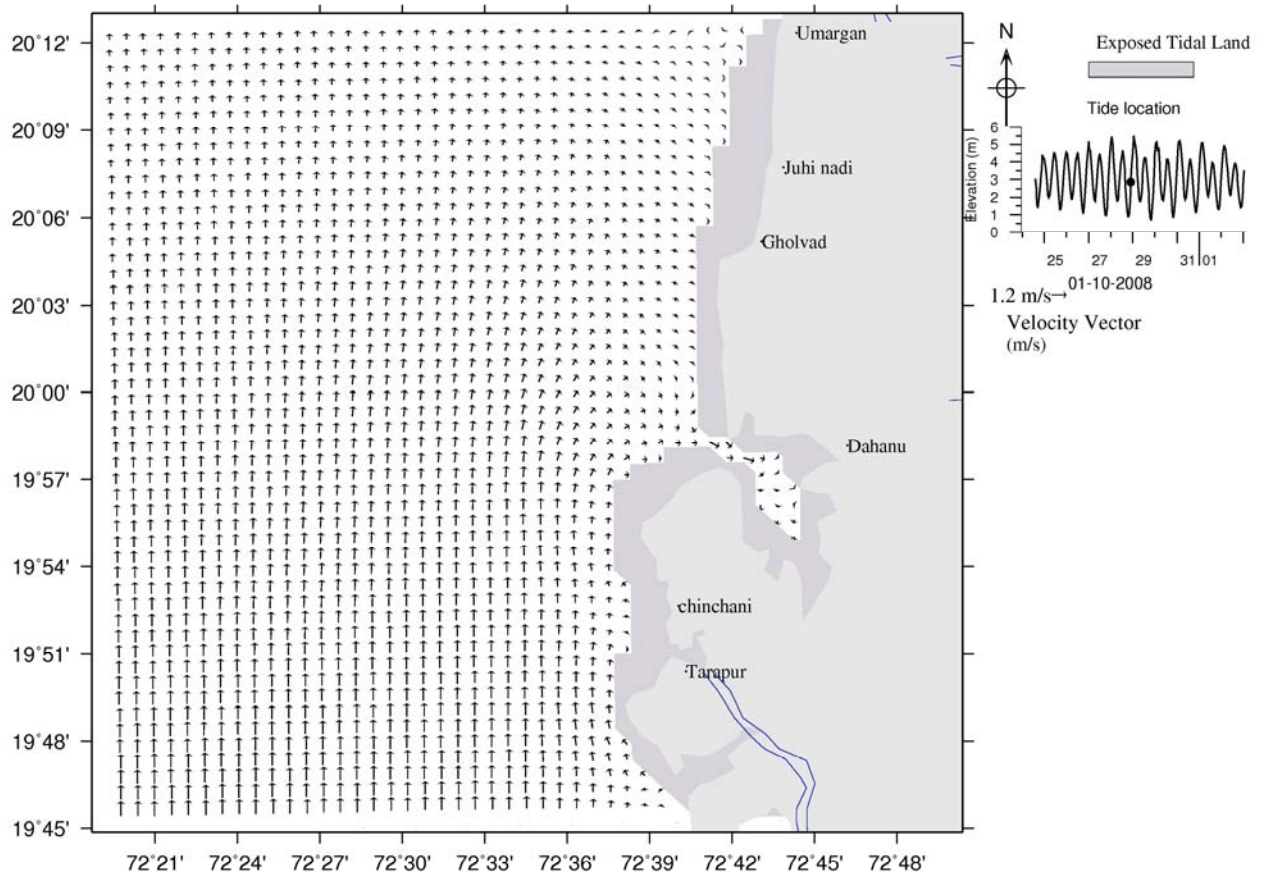 20°12'
20°09'
20°06'
20°03'
20°00'
19°57'
19°54'
19°51'
19°48'
19°45'
72°21'
72°24'
72°27'
72°30'
72°33'
72°36'
72°39'
72°42'
72°45'
72°48'
Umargan
Juhi nadi
Gholvad
Dahanu
chinchani
Tarapur
N
Exposed Tidal Land
Tide location
Elevation (m)
6
5
4
3
2
1
0
25 27 29 31 01
01-10-2008
1.2 m/s→
Velocity Vector
(m/s)